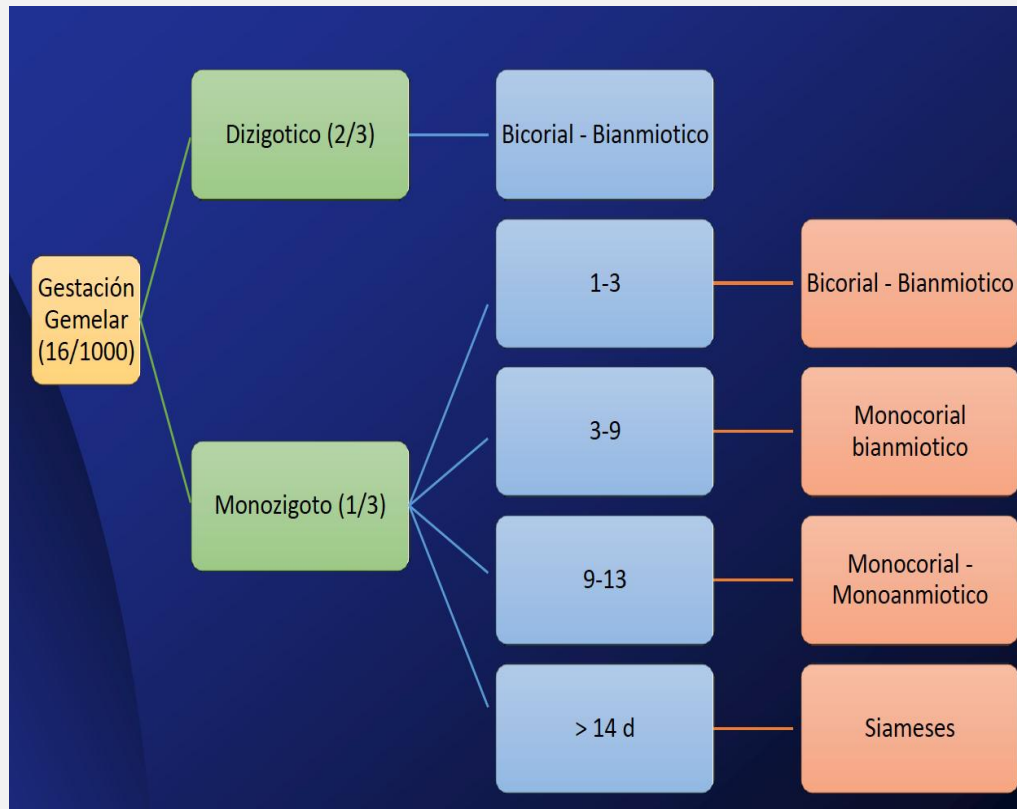 Gestación
Gemelar
(16/1000)
Dizigotico (2/3)
Bicorial - Bianmiotico
Monozigoto (1/3)
1-3
Bicorial - Bianmiotico
3-9
Monocorial
bianmiotico
9-13
Monocorial -
Monoanmiotico
> 14 d
Siameses